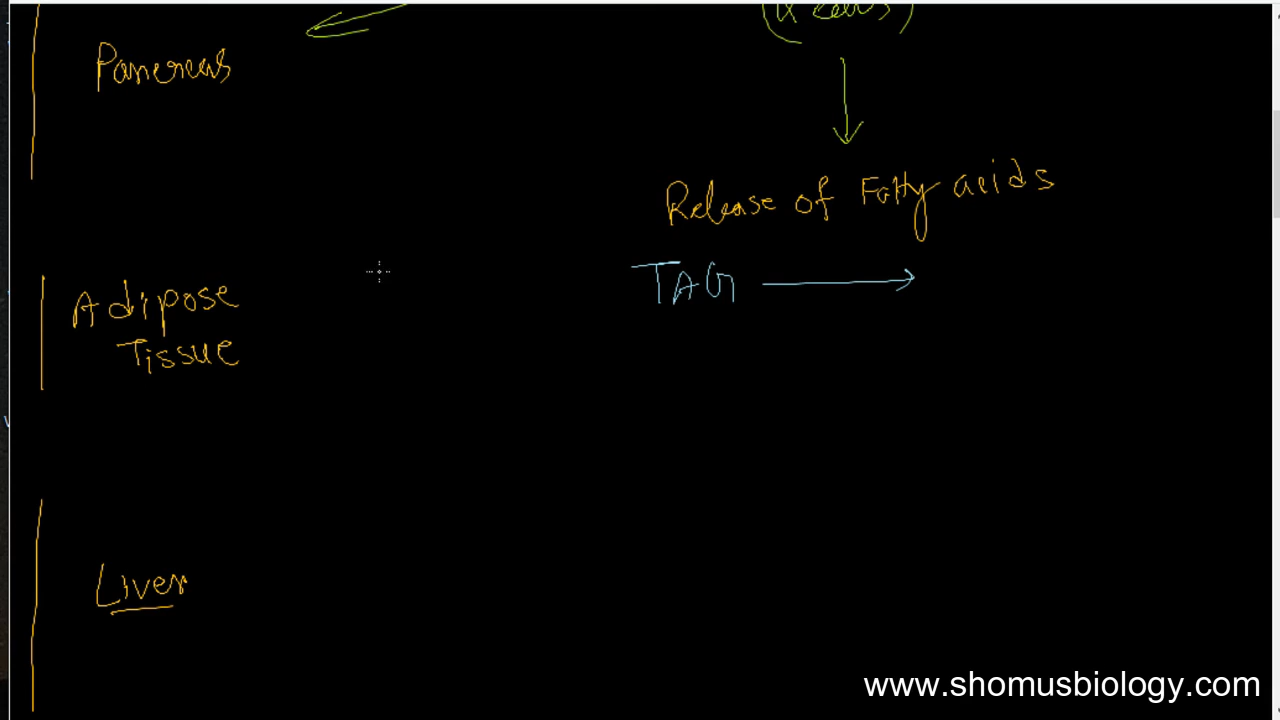 Pancreas
Release of Fatty acids
TAG
Adipose
Tissue
Liver
www.shomusbiology.com